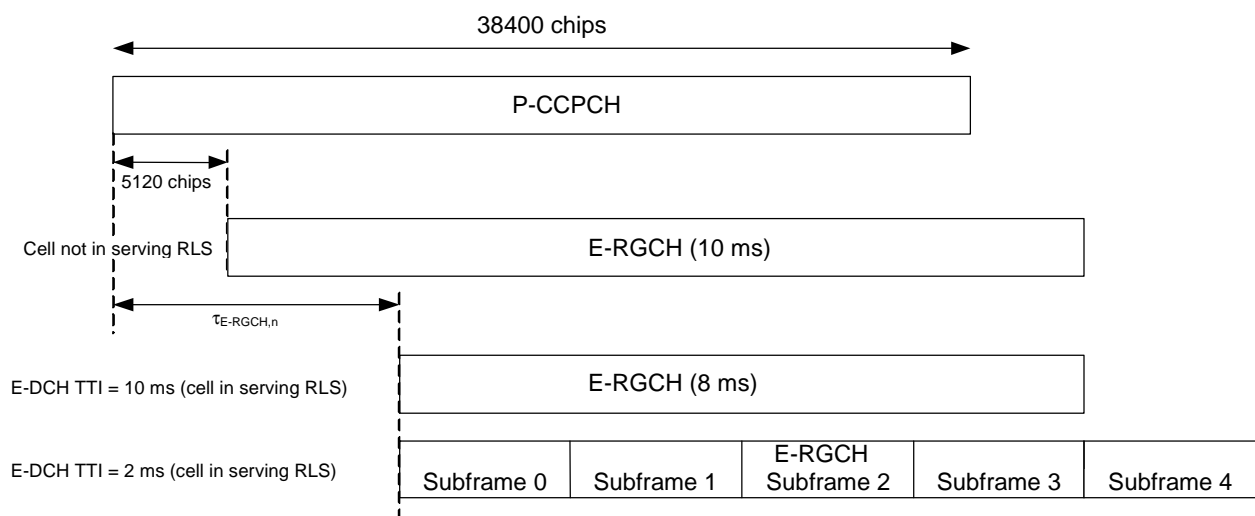 38400 chips
P-CCPCH
5120 chips
Cell not in serving RLS
E-RGCH (10 ms)
τE-RGCH,n
E-DCH TTI = 10 ms (cell in serving RLS)
E-RGCH (8 ms)
E-DCH TTI = 2 ms (cell in serving RLS)
E-RGCH
Subframe 0
Subframe 1
Subframe 2
Subframe 3
Subframe 4